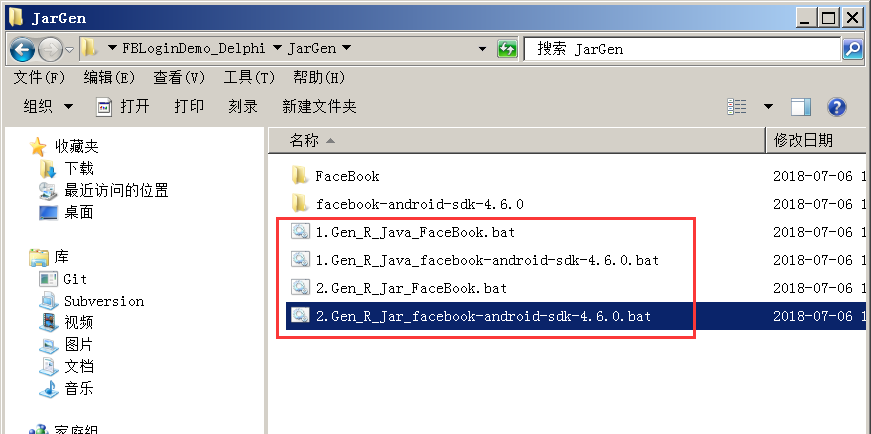 JarGen
FBLoginDemo_Delphi JarGen 搜索 JarGen
文件(F) 编辑(E) 查看(V) 工具(T) 帮助(H)
组织 打开 打印 刻录 新建文件夹
名称 修改日期
收藏夹
下载
最近访问的位置
桌面
库
Git
Subversion
视频
图片
文档
音乐
家庭组
FaceBook 2018-07-06 1
facebook-android-sdk-4.6.0 2018-07-06 1
1.Gen_R_Java_FaceBook.bat 2018-07-06 1
1.Gen_R_Java_facebook-android-sdk-4.6.0.bat 2018-07-06 1
2.Gen_R_Jar_FaceBook.bat 2018-07-06 1
2.Gen_R_Jar_facebook-android-sdk-4.6.0.bat 2018-07-06 1